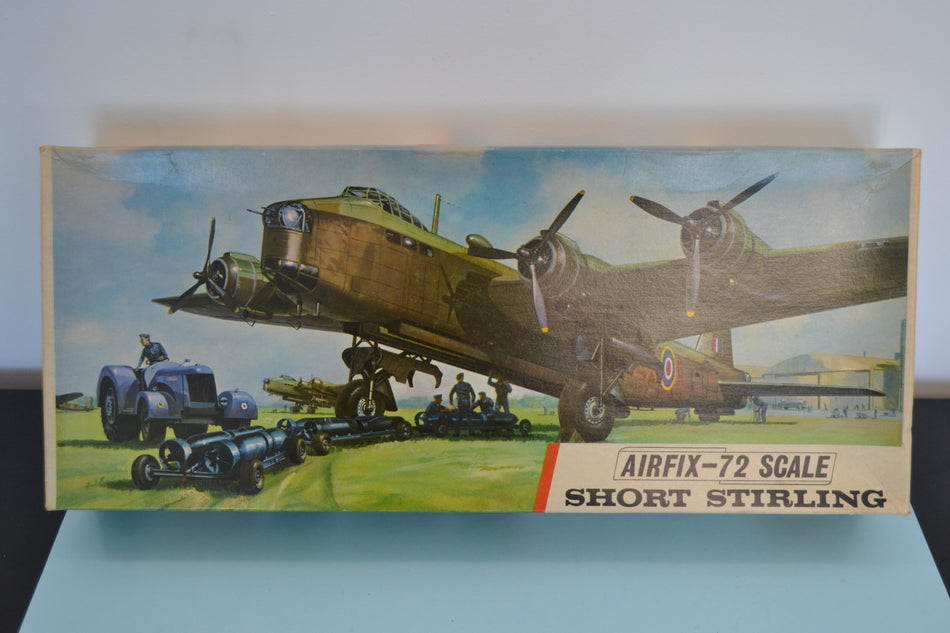 AIRFIX-72 SCALE
SHORT STIRLING